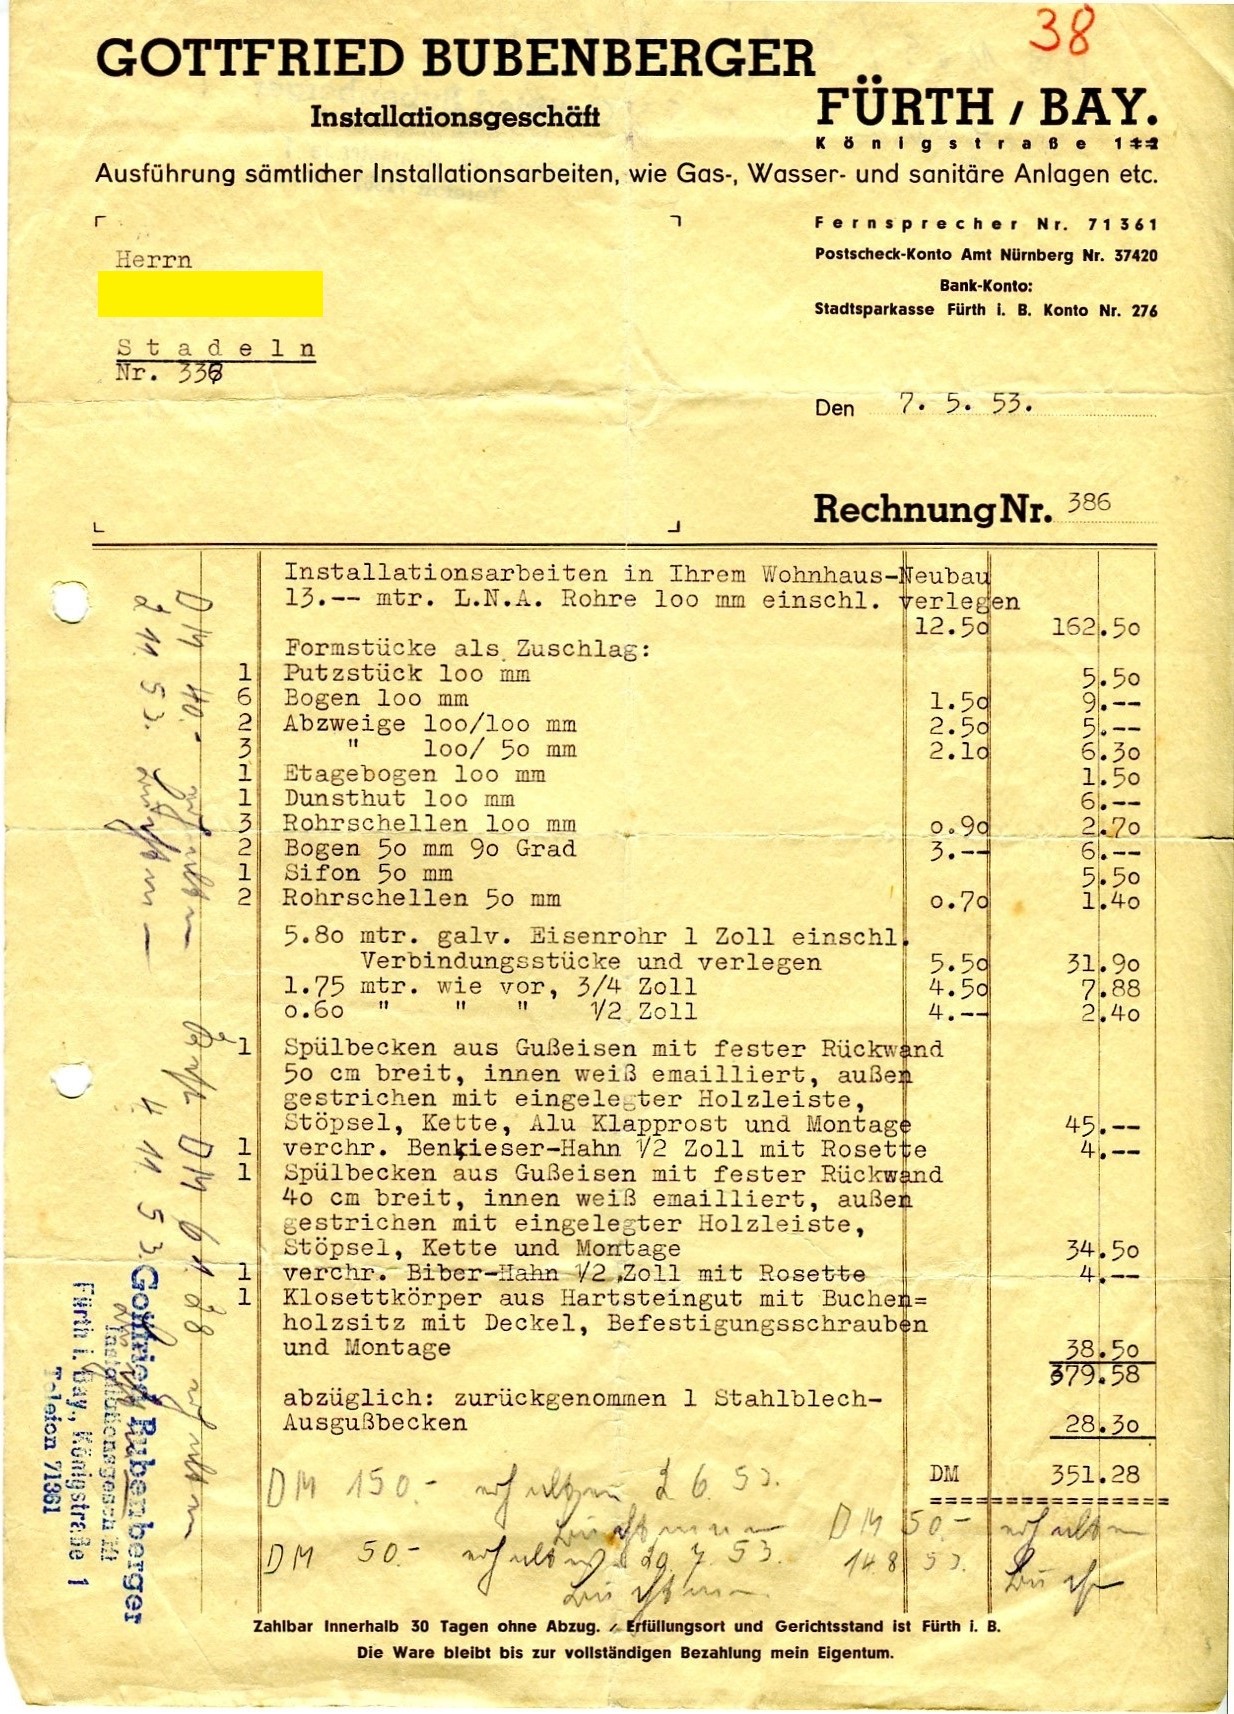 38
GOTTFRIED BUBENBERGER
Installationsgeschäft
FÜRTH / BAY.
Königstraße 1
Ausführung sämtlicher Installationsarbeiten, wie Gas-, Wasser- und sanitäre Anlagen etc.
Fernsprecher Nr. 71361
Postscheck-Konto Amt Nürnberg Nr. 37420
Bank-Konto:
Stadtsparkasse Fürth i. B. Konto Nr. 276
Herrn
Stadeln
Nr.
Den 7. 5. 53.
Rechnung Nr. 386
Installationsarbeiten in Ihrem Wohnhaus-Neubau
13.-- mtr. L.N.A. Rohre 100 mm einschl. verlegen
12.50 162.50
Formstücke als Zuschlag:
1 Putzstück 100 mm 5.50
6 Bogen 100 mm 1.50 9.--
2 Abzweige 100/100 mm 2.50 5.--
3 " 100/ 50 mm 2.10 6.30
1 Etagebogen 100 mm 1.50
1 Dunsthut 100 mm 6.--
3 Rohrschellen 100 mm 0.90 2.70
2 Bogen 50 mm 90 Grad 3.-- 6.--
1 Sifon 50 mm 5.50
2 Rohrschellen 50 mm 0.70 1.40
5.80 mtr. galv. Eisenrohr 1 Zoll einschl.
Verbindungsstücke und verlegen 5.50 31.90
1.75 mtr. wie vor, 3/4 Zoll 4.50 7.88
0.60 " " " 1/2 Zoll 4.-- 2.40
1 Spülbecken aus Gußeisen mit fester Rückwand
50 cm breit, innen weiß emailliert, außen
gestrichen mit eingelegter Holzleiste,
Stöpsel, Kette, Alu Klapprost und Montage 45.--
1 verchr. Benkieser-Hahn 1/2 Zoll mit Rosette 4.--
1 Spülbecken aus Gußeisen mit fester Rückwand
40 cm breit, innen weiß emailliert, außen
gestrichen mit eingelegter Holzleiste,
Stöpsel, Kette und Montage 34.50
1 verchr. Biber-Hahn 1/2 Zoll mit Rosette 4.--
1 Klosettkörper aus Hartsteingut mit Buchen=
holzsitz mit Deckel, Befestigungsschrauben
und Montage 38.50
379.58
abzüglich: zurückgenommen 1 Stahlblech-
Ausgußbecken 28.30
DM 351.28
DM 150.- erhalten 2 6. 53.
DM 50.- erhalten
DM 50.- erhalten 29. 7. 53.
14 8 53.
DM 40.- erhalten
2 11. 53.
Rest DM 61.28 erhalten
4. 11. 53.
Gottfried Bubenberger
Installationsgeschäft
Fürth i. Bay., Königstraße 1
Telefon 71361
Zahlbar innerhalb 30 Tagen ohne Abzug. / Erfüllungsort und Gerichtsstand ist Fürth i. B.
Die Ware bleibt bis zur vollständigen Bezahlung mein Eigentum.